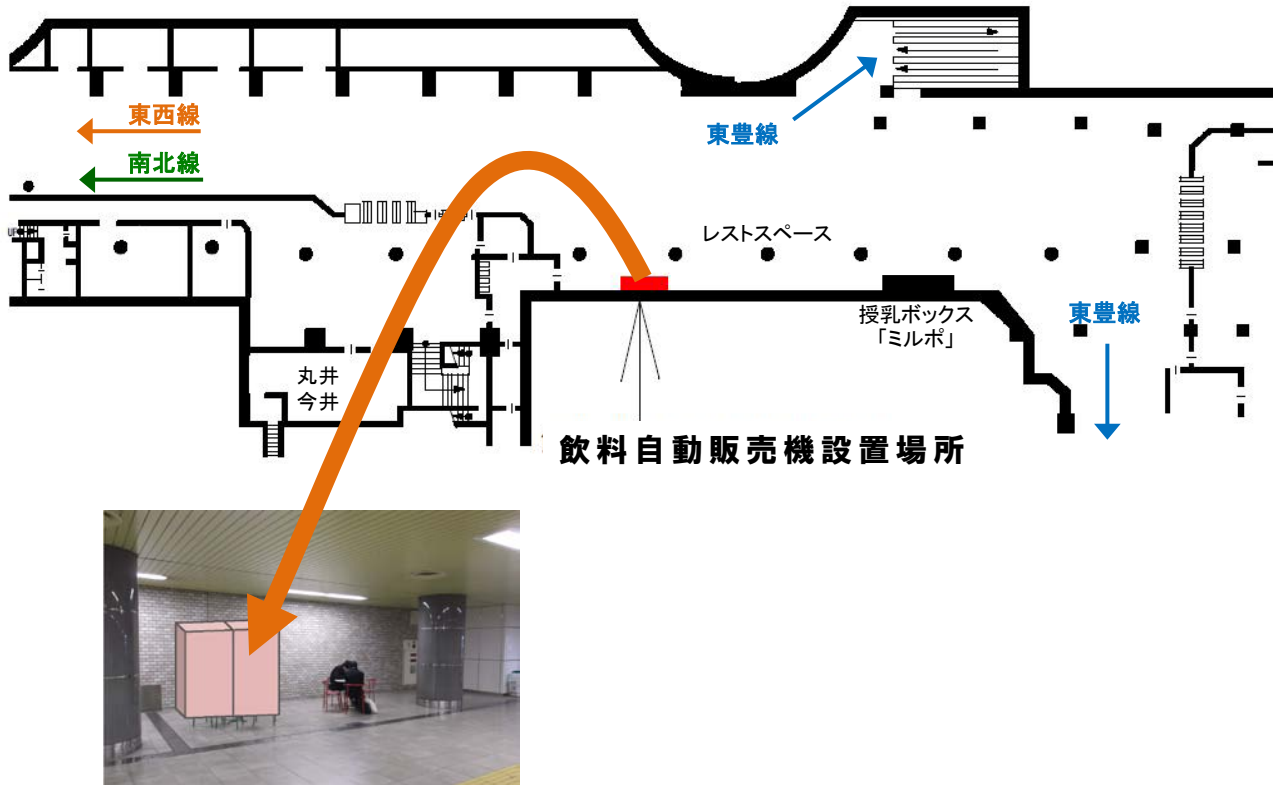 東西線
南北線
東豊線
UP
レストスペース
授乳ボックス
「ミルポ」
東豊線
丸井
今井
飲料自動販売機設置場所